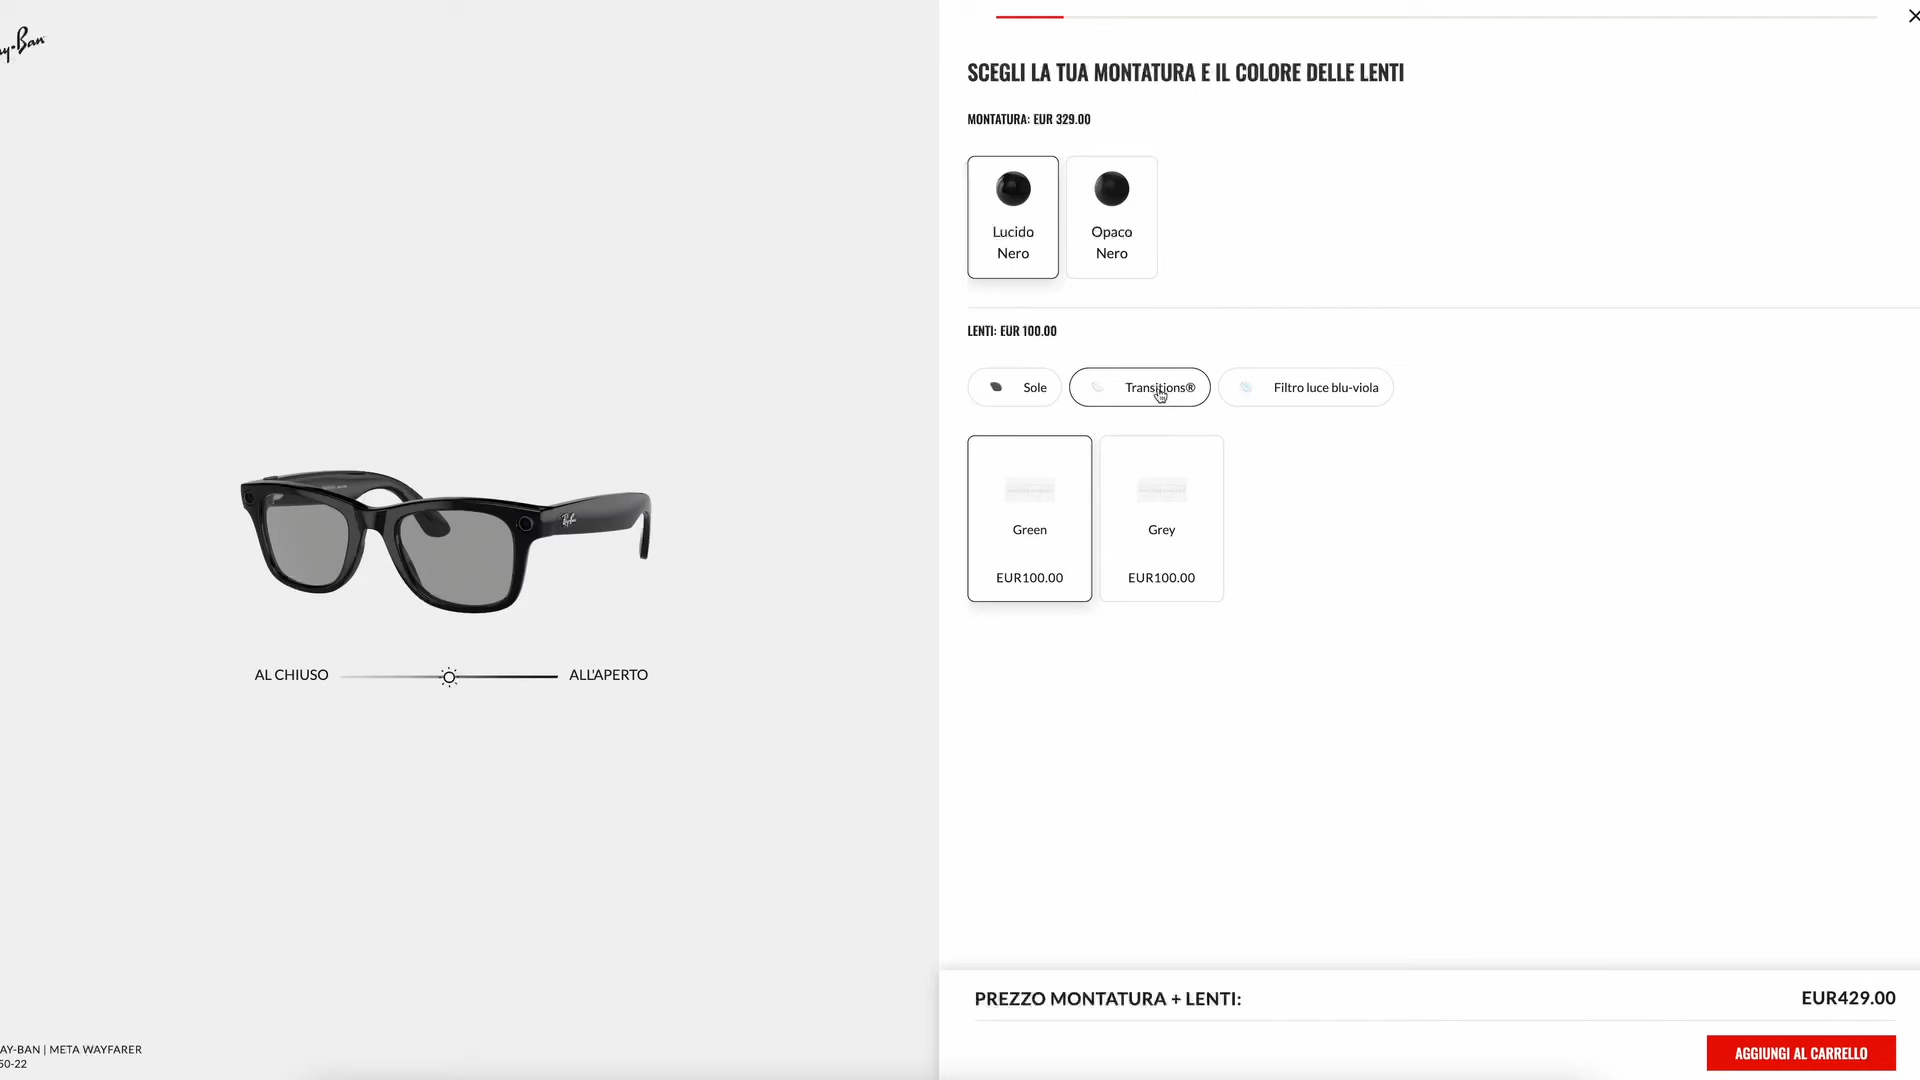 SCEGLI LA TUA MONTATURA E IL COLORE DELLE LENTI
MONTATURA: EUR 329.00
Lucido
Nero
Opaco
Nero
LENTI: EUR 100.00
Sole
Transitions®
Filtro luce blu-viola
Green
EUR100.00
Grey
EUR100.00
Ray-Ban
AL CHIUSO
ALL'APERTO
AY-BAN | META WAYFARER
50-22
PREZZO MONTATURA + LENTI:
EUR429.00
AGGIUNGI AL CARRELLO